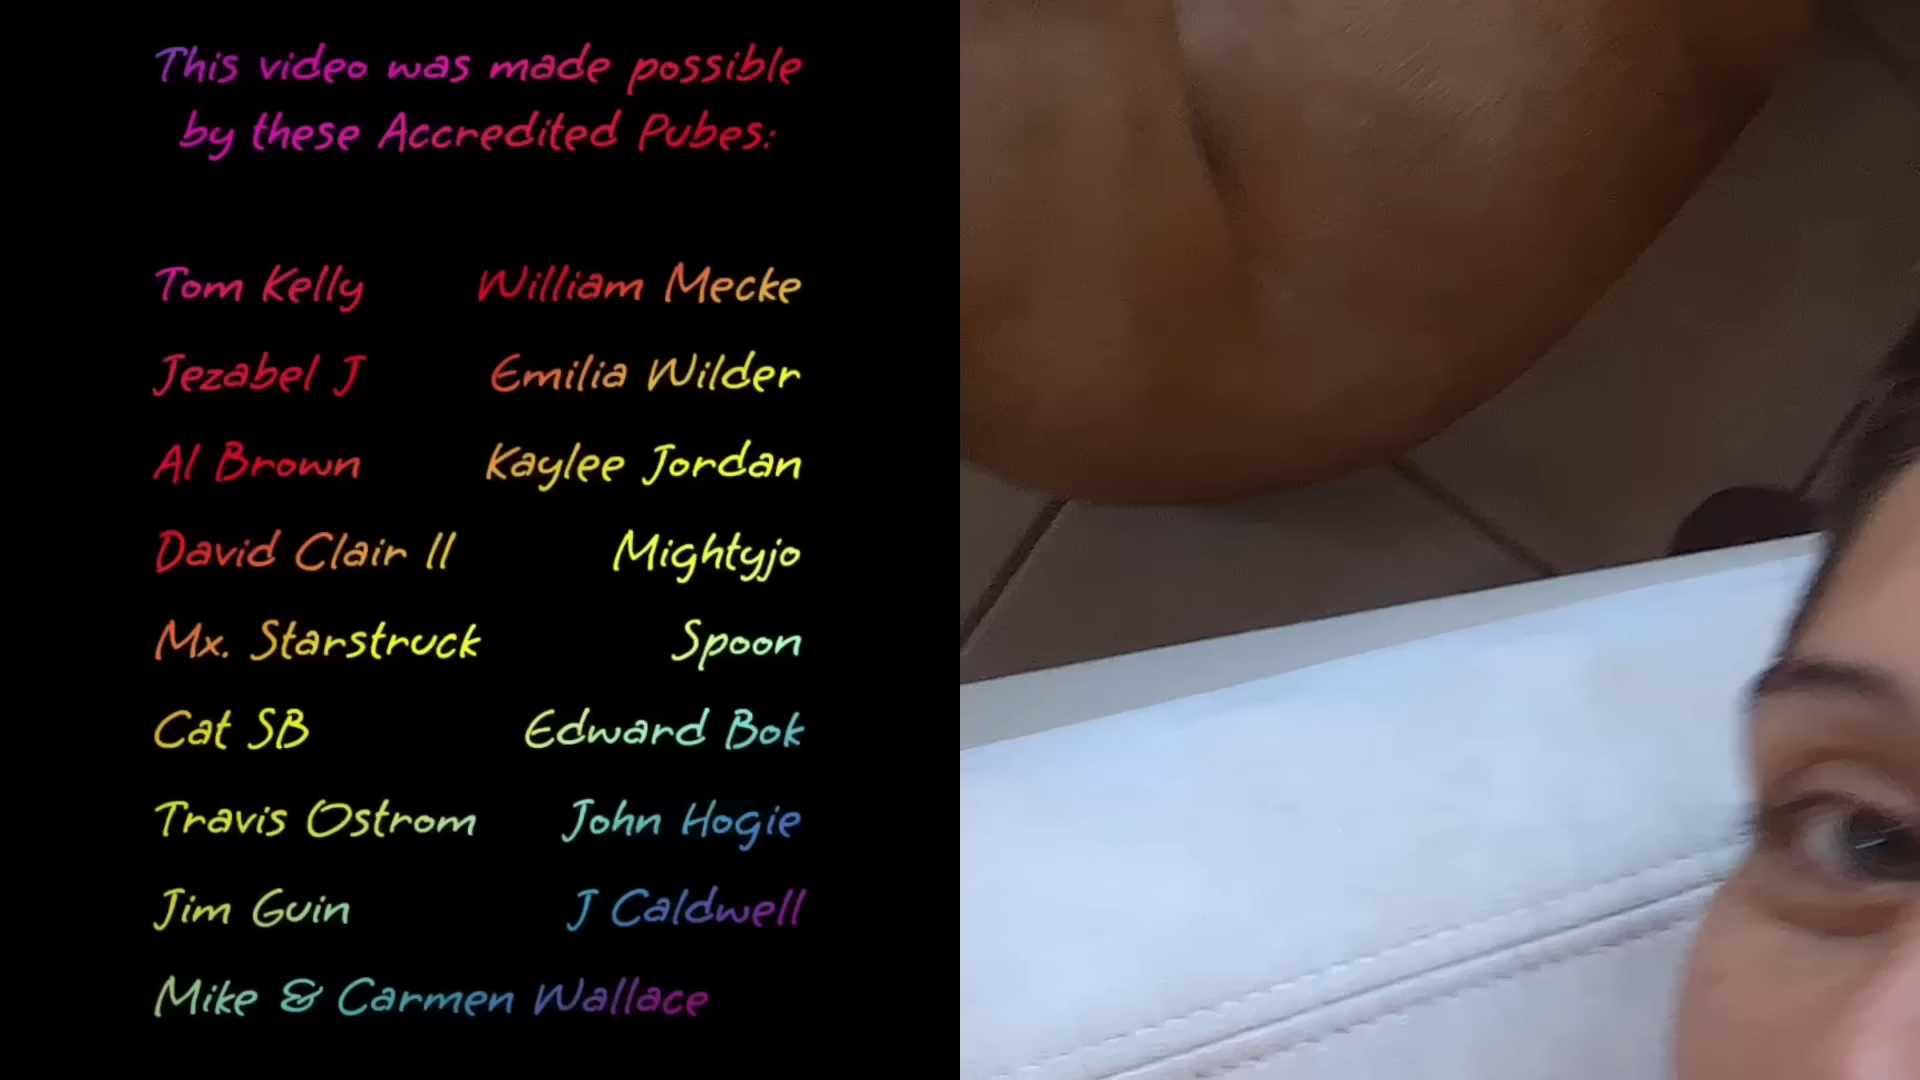 This video was made possible
by these Accredited Pubes:
Tom Kelly William Mecke
Jezabel J Emilia Wilder
Al Brown Kaylee Jordan
David Clair II Mightyjo
Mx. Starstruck Spoon
Cat SB Edward Bok
Travis Ostrom John Hogie
Jim Guin J Caldwell
Mike & Carmen Wallace